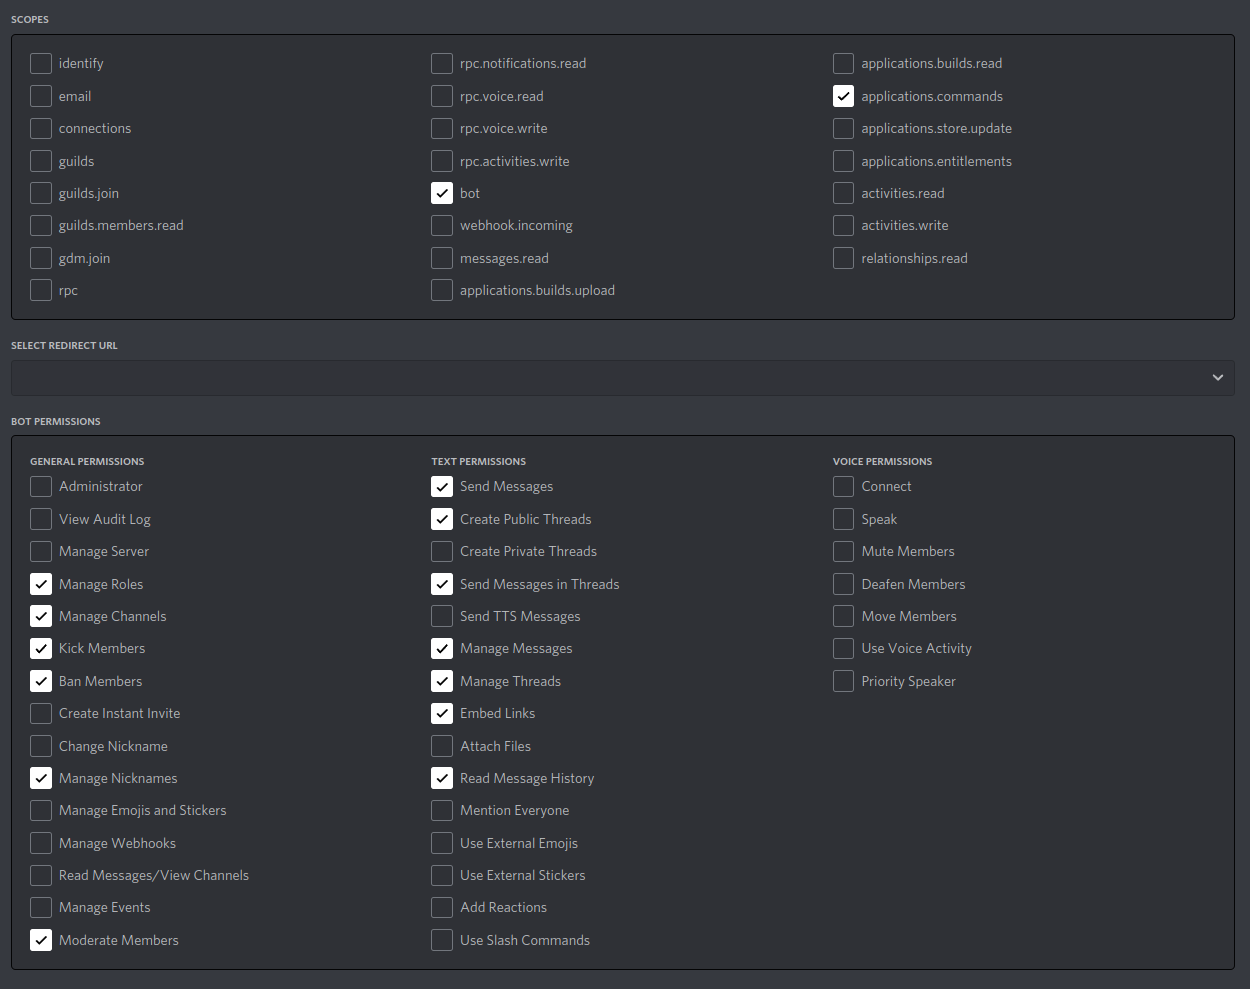 SCOPES
identify
email
connections
guilds
guilds.join
guilds.members.read
gdm.join
rpc
rpc.notifications.read
rpc.voice.read
rpc.voice.write
rpc.activities.write
bot
webhook.incoming
messages.read
applications.builds.upload
applications.builds.read
applications.commands
applications.store.update
applications.entitlements
activities.read
activities.write
relationships.read
SELECT REDIRECT URL
BOT PERMISSIONS
GENERAL PERMISSIONS
Administrator
View Audit Log
Manage Server
Manage Roles
Manage Channels
Kick Members
Ban Members
Create Instant Invite
Change Nickname
Manage Nicknames
Manage Emojis and Stickers
Manage Webhooks
Read Messages/View Channels
Manage Events
Moderate Members
TEXT PERMISSIONS
Send Messages
Create Public Threads
Create Private Threads
Send Messages in Threads
Send TTS Messages
Manage Messages
Manage Threads
Embed Links
Attach Files
Read Message History
Mention Everyone
Use External Emojis
Use External Stickers
Add Reactions
Use Slash Commands
VOICE PERMISSIONS
Connect
Speak
Mute Members
Deafen Members
Move Members
Use Voice Activity
Priority Speaker